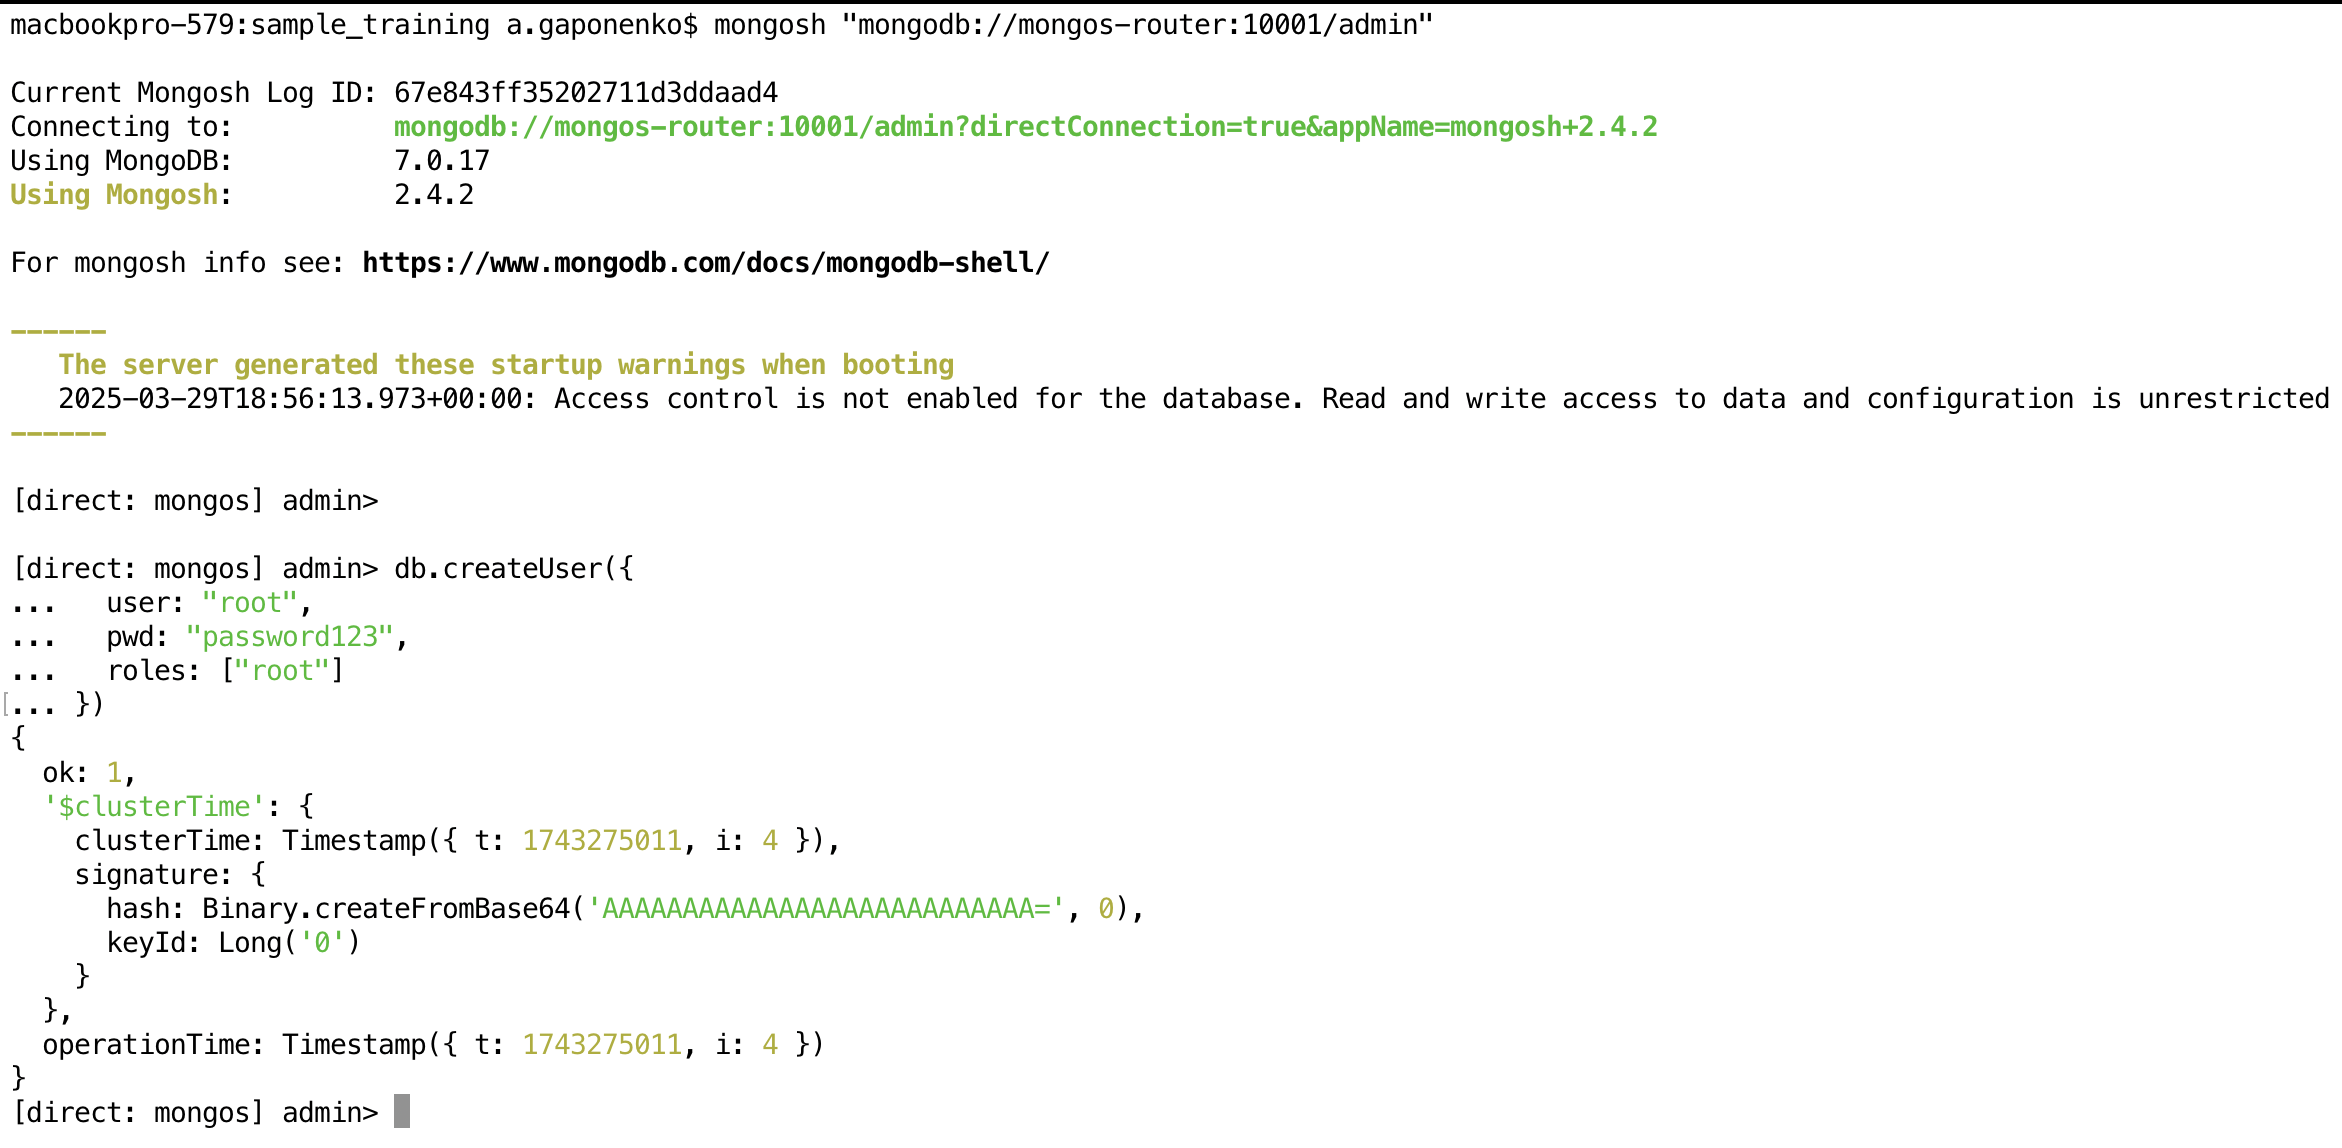 macbookpro-579:sample_training a.gaponenko$ mongosh "mongodb://mongos-router:10001/admin"
Current Mongosh Log ID: 67e843ff35202711d3ddaad4
Connecting to:          mongodb://mongos-router:10001/admin?directConnection=true&appName=mongosh+2.4.2
Using MongoDB:          7.0.17
Using Mongosh:          2.4.2
For mongosh info see: https://www.mongodb.com/docs/mongodb-shell/
------
   The server generated these startup warnings when booting
   2025-03-29T18:56:13.973+00:00: Access control is not enabled for the database. Read and write access to data and configuration is unrestricted
------
[direct: mongos] admin>
[direct: mongos] admin> db.createUser({
...   user: "root",
...   pwd: "password123",
...   roles: ["root"]
[... })
{
  ok: 1,
  '$clusterTime': {
    clusterTime: Timestamp({ t: 1743275011, i: 4 }),
    signature: {
      hash: Binary.createFromBase64('AAAAAAAAAAAAAAAAAAAAAAAAAAA=', 0),
      keyId: Long('0')
    }
  },
  operationTime: Timestamp({ t: 1743275011, i: 4 })
}
[direct: mongos] admin>